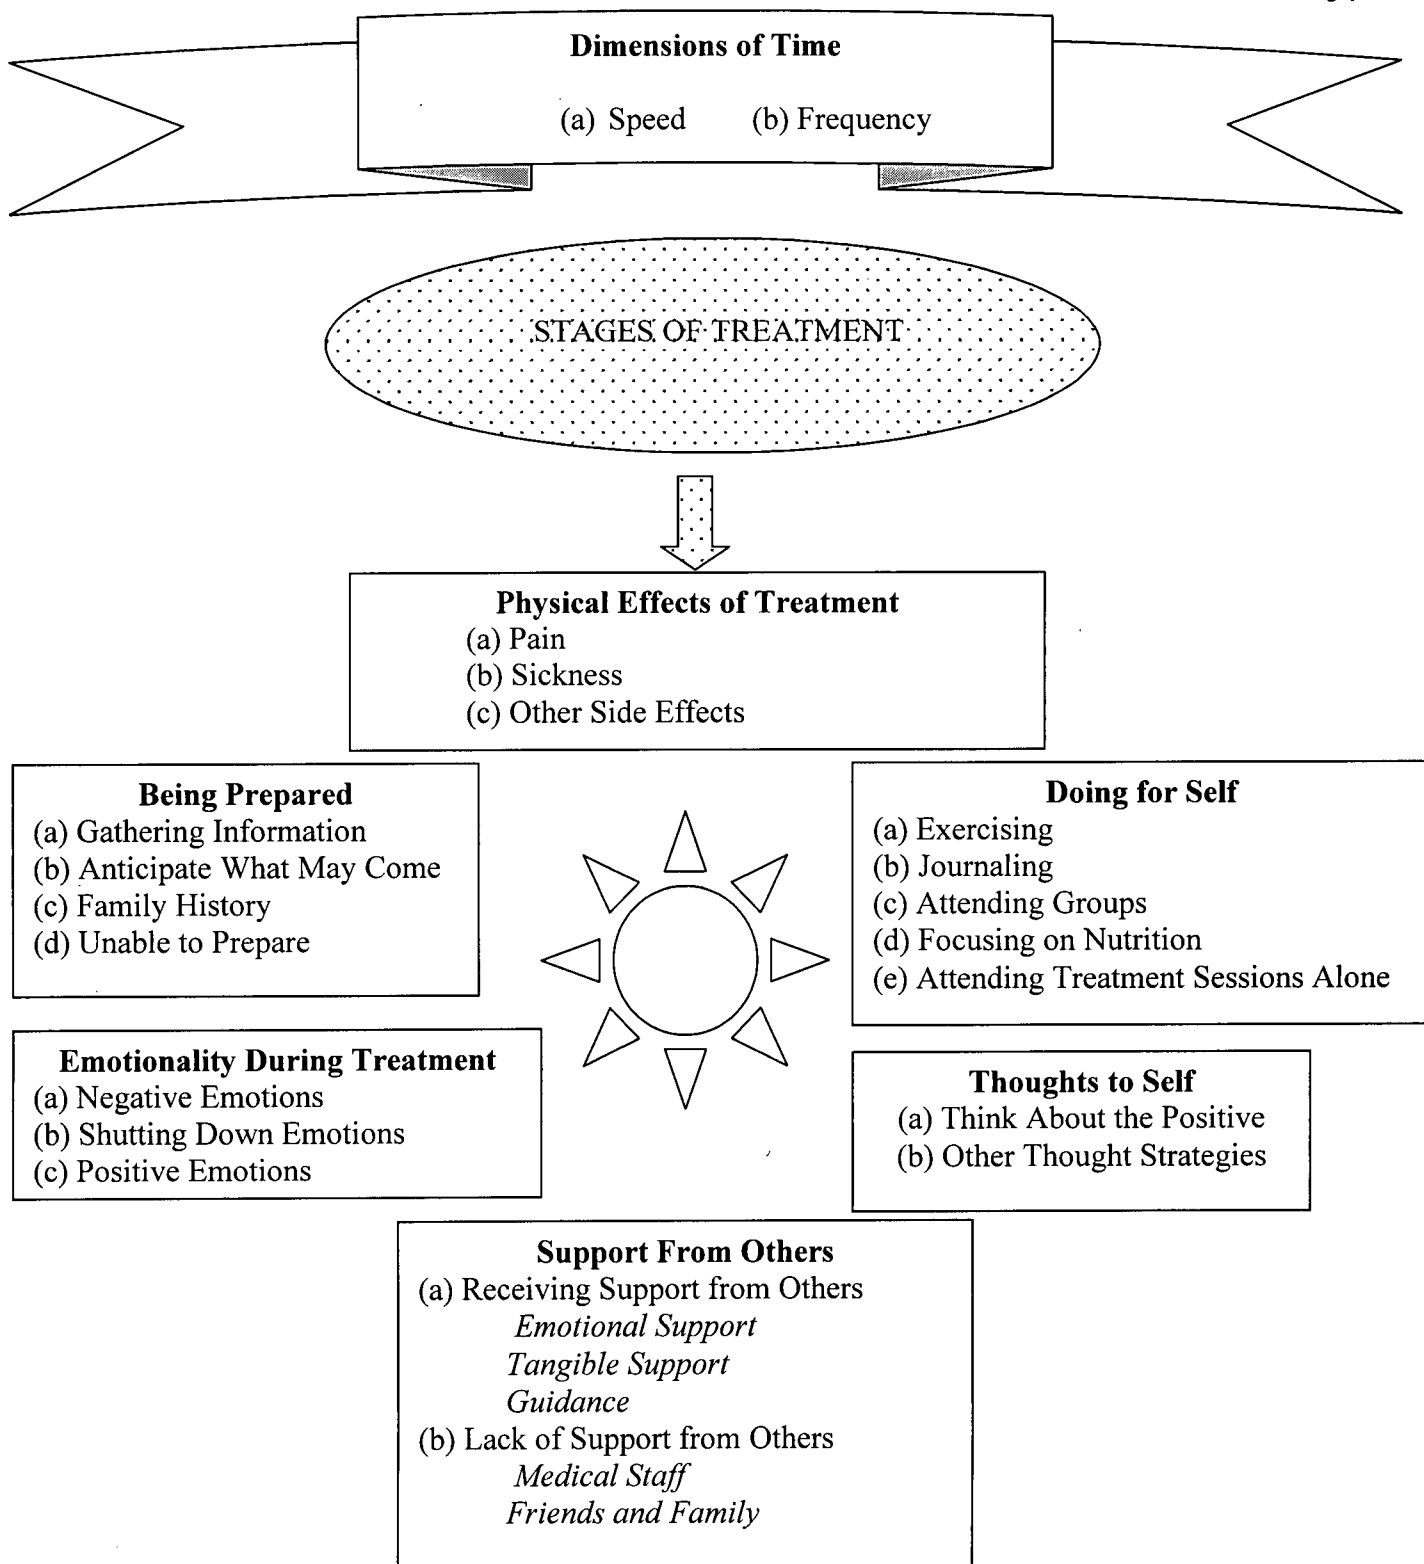 Dimensions of Time
(a) Speed (b) Frequency
STAGES OF TREATMENT
Physical Effects of Treatment
(a) Pain
(b) Sickness
(c) Other Side Effects
Being Prepared
(a) Gathering Information
(b) Anticipate What May Come
(c) Family History
(d) Unable to Prepare
Doing for Self
(a) Exercising
(b) Journaling
(c) Attending Groups
(d) Focusing on Nutrition
(e) Attending Treatment Sessions Alone
Emotionality During Treatment
(a) Negative Emotions
(b) Shutting Down Emotions
(c) Positive Emotions
Thoughts to Self
(a) Think About the Positive
(b) Other Thought Strategies
Support From Others
(a) Receiving Support from Others
Emotional Support
Tangible Support
Guidance
(b) Lack of Support from Others
Medical Staff
Friends and Family